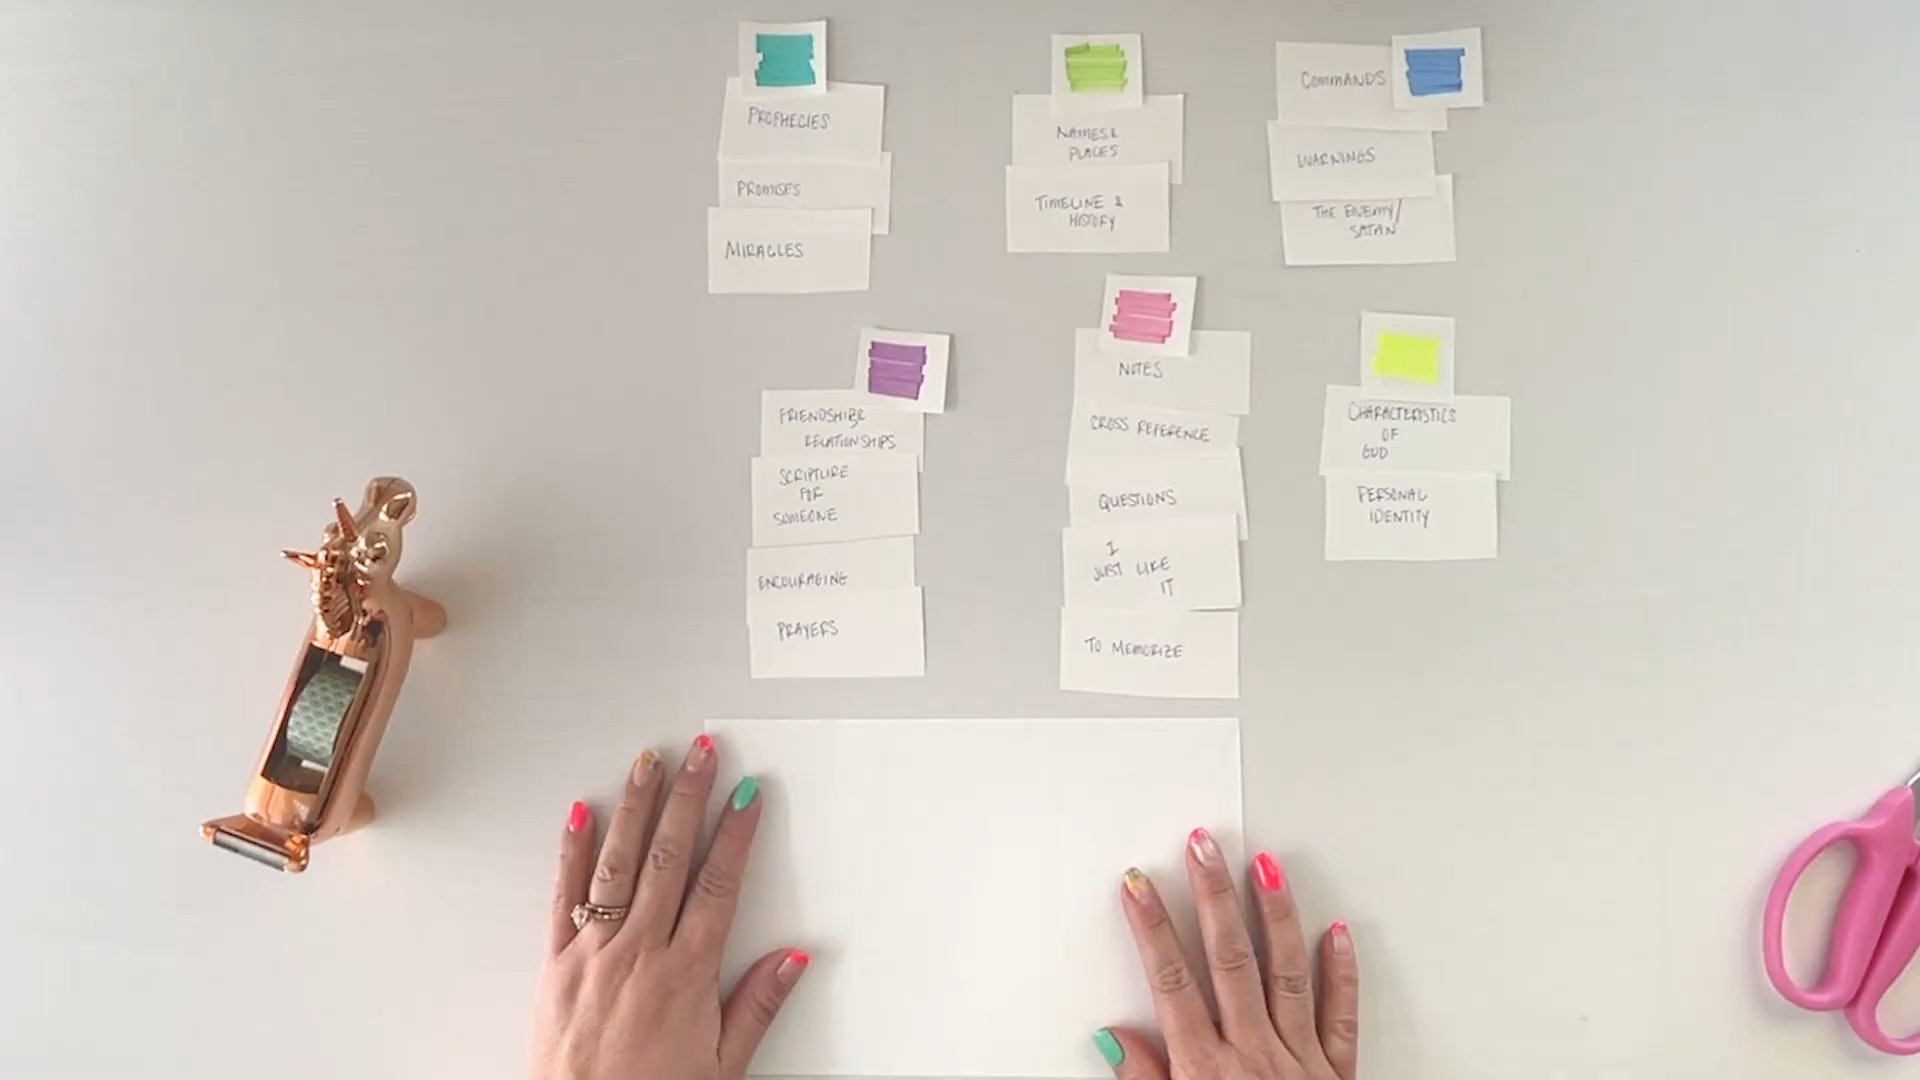 PROPHECIES
PROMISES
MIRACLES
NAMES &
PLACES
TIMELINE &
HISTORY
COMMANDS
WARNINGS
THE ENEMY/
SATAN
FRIENDSHIP &
RELATIONSHIPS
SCRIPTURE
FOR
SOMEONE
ENCOURAGING
PRAYERS
NOTES
CROSS REFERENCE
QUESTIONS
I
JUST LIKE
IT
TO MEMORIZE
CHARACTERISTICS
OF
GOD
PERSONAL
IDENTITY